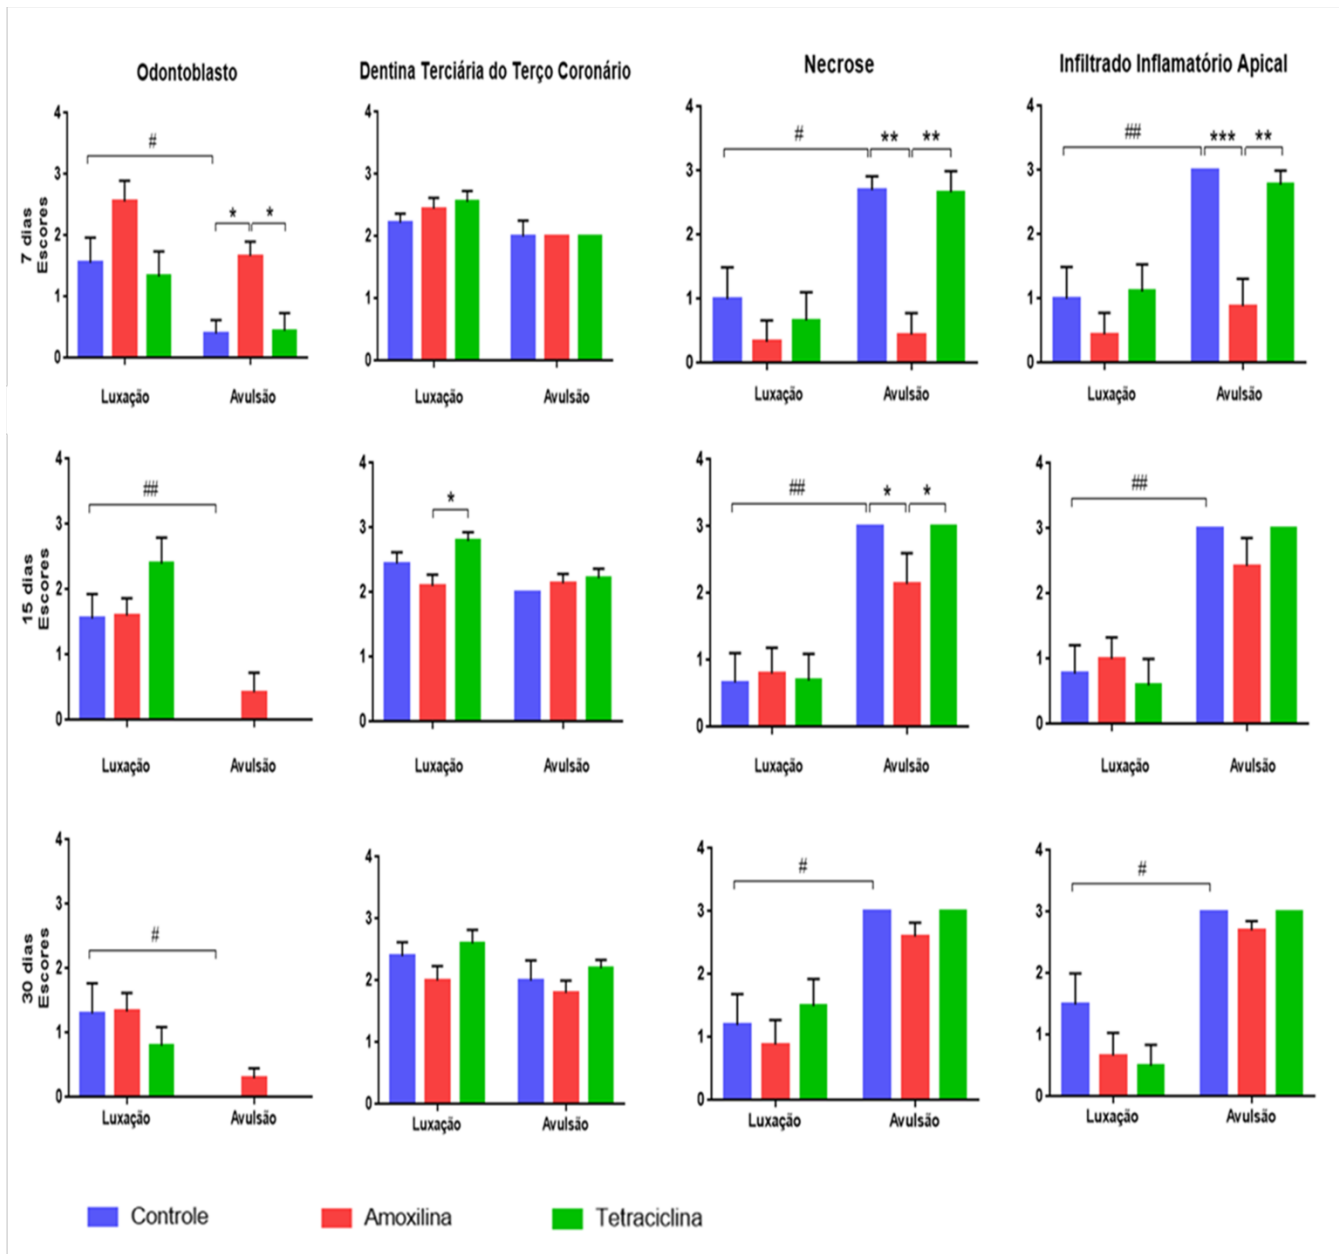 Odontoblasto
Dentina Terciária do Terço Coronário
Necrose
Infiltrado Inflamatório Apical
7 dias
Escores
4
3
2
1
0
#
*
*
Luxação
Avulsão
4
3
2
1
0
Luxação
Avulsão
4
3
2
1
0
#
**
**
Luxação
Avulsão
4
3
2
1
0
##
***
**
Luxação
Avulsão
15 dias
Escores
4
3
2
1
0
##
Luxação
Avulsão
4
3
2
1
0
*
Luxação
Avulsão
4
3
2
1
0
##
*
*
Luxação
Avulsão
4
3
2
1
0
##
Luxação
Avulsão
30 dias
Escores
4
3
2
1
0
#
Luxação
Avulsão
4
3
2
1
0
Luxação
Avulsão
4
3
2
1
0
#
Luxação
Avulsão
4
3
2
1
0
#
Luxação
Avulsão
Controle
Amoxilina
Tetraciclina